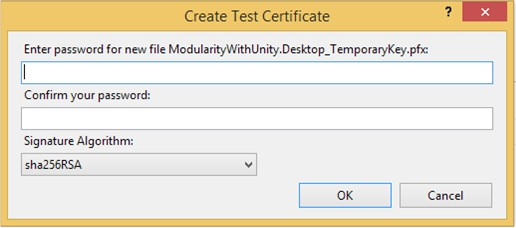 Create Test Certificate
? X
Enter password for new file ModularityWithUnity.Desktop_TemporaryKey.pfx:
Confirm your password:
Signature Algorithm:
sha256RSA
OK Cancel